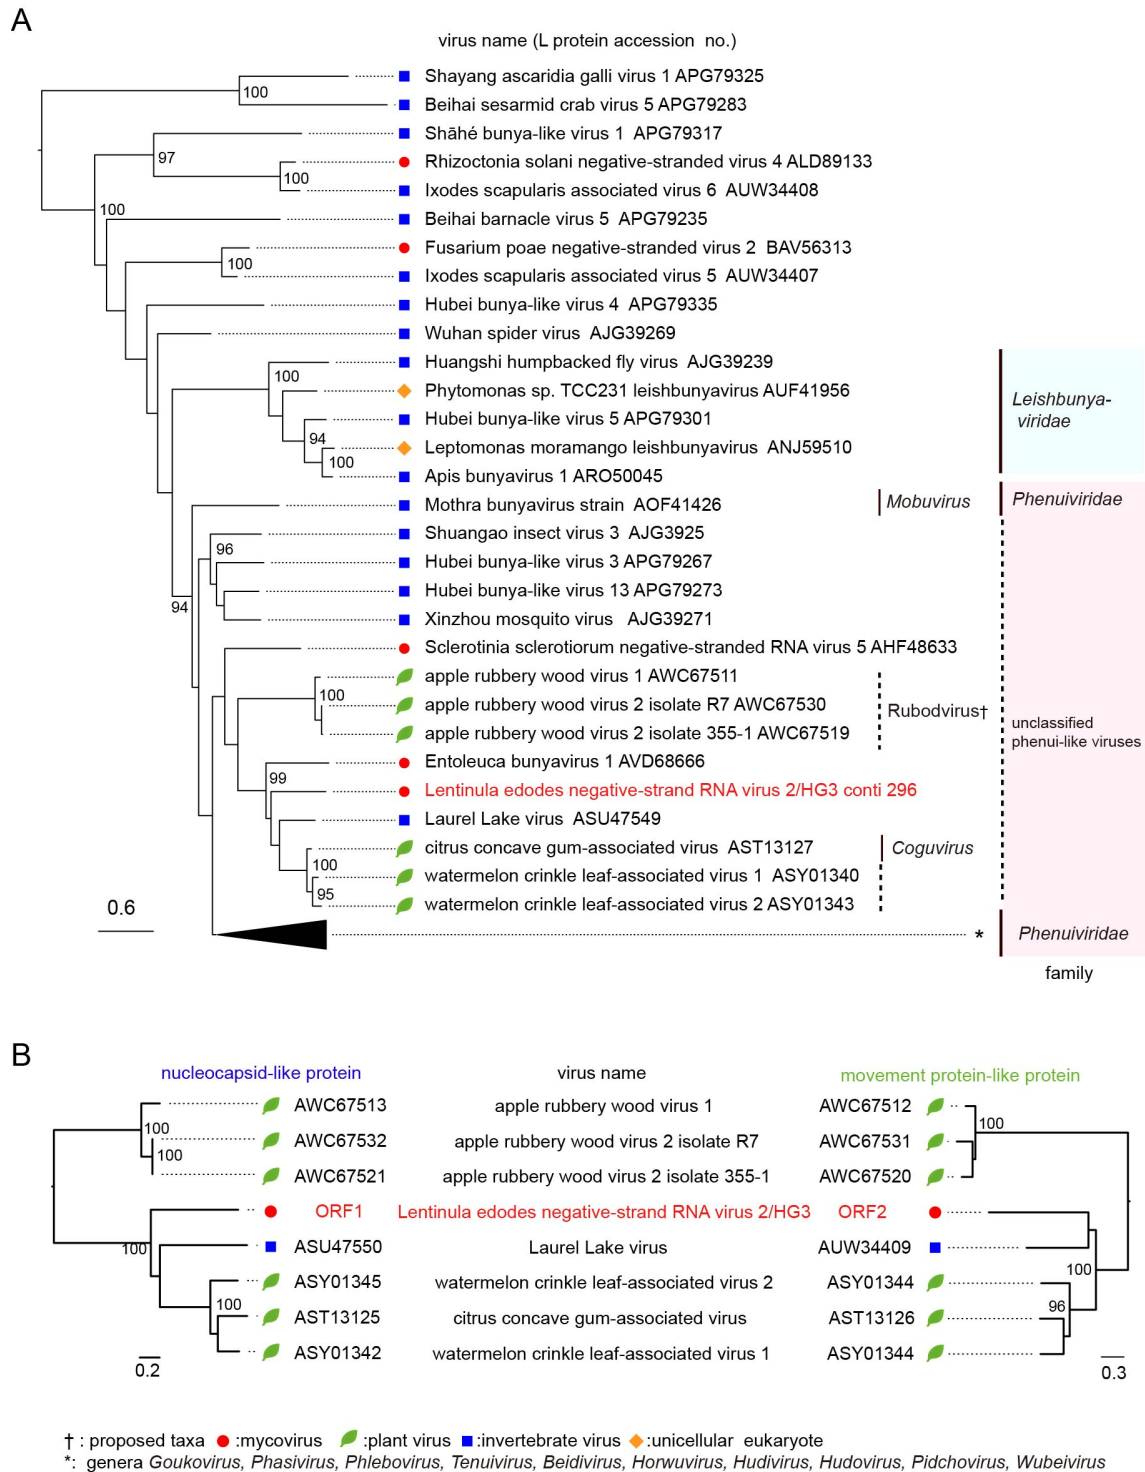 A
virus name (L protein accession no.)
Shayang ascaridia galli virus 1 APG79325
100
Beihai sesarmid crab virus 5 APG79283
Shāhé bunya-like virus 1 APG79317
97
Rhizoctonia solani negative-stranded virus 4 ALD89133
100
Ixodes scapularis associated virus 6 AUW34408
100
Beihai barnacle virus 5 APG79235
Fusarium poae negative-stranded virus 2 BAV56313
100
Ixodes scapularis associated virus 5 AUW34407
Hubei bunya-like virus 4 APG79335
Wuhan spider virus AJG39269
Huangshi humpbacked fly virus AJG39239
100
Phytomonas sp. TCC231 leishbunyavirus AUF41956
Leishbunya-
viridae
Hubei bunya-like virus 5 APG79301
94
Leptomonas moramango leishbunyavirus ANJ59510
100
Apis bunyavirus 1 ARO50045
Mothra bunyavirus strain AOF41426 Mobuvirus Phenuiviridae
Shuangao insect virus 3 AJG3925
96
Hubei bunya-like virus 3 APG79267
Hubei bunya-like virus 13 APG79273
94
Xinzhou mosquito virus AJG39271
Sclerotinia sclerotiorum negative-stranded RNA virus 5 AHF48633
apple rubbery wood virus 1 AWC67511
100
apple rubbery wood virus 2 isolate R7 AWC67530
Rubodvirus†
unclassified
phenui-like viruses
apple rubbery wood virus 2 isolate 355-1 AWC67519
Entoleuca bunyavirus 1 AVD68666
99
Lentinula edodes negative-strand RNA virus 2/HG3 conti 296
Laurel Lake virus ASU47549
citrus concave gum-associated virus AST13127 Coguvirus
100
watermelon crinkle leaf-associated virus 1 ASY01340
95
watermelon crinkle leaf-associated virus 2 ASY01343
0.6
* Phenuiviridae
family
B
nucleocapsid-like protein virus name movement protein-like protein
AWC67513 apple rubbery wood virus 1 AWC67512
100 100
AWC67532 apple rubbery wood virus 2 isolate R7 AWC67531
100
AWC67521 apple rubbery wood virus 2 isolate 355-1 AWC67520
ORF1 Lentinula edodes negative-strand RNA virus 2/HG3 ORF2
100 ASU47550 Laurel Lake virus AUW34409
100
ASY01345 watermelon crinkle leaf-associated virus 2 ASY01344
100 96
AST13125 citrus concave gum-associated virus AST13126
ASY01342 watermelon crinkle leaf-associated virus 1 ASY01344
0.2 0.3
† : proposed taxa :mycovirus :plant virus :invertebrate virus :unicellular eukaryote
*: genera Goukovirus, Phasivirus, Phlebovirus, Tenuivirus, Beidivirus, Horwuvirus, Hudivirus, Hudovirus, Pidchovirus, Wubeivirus